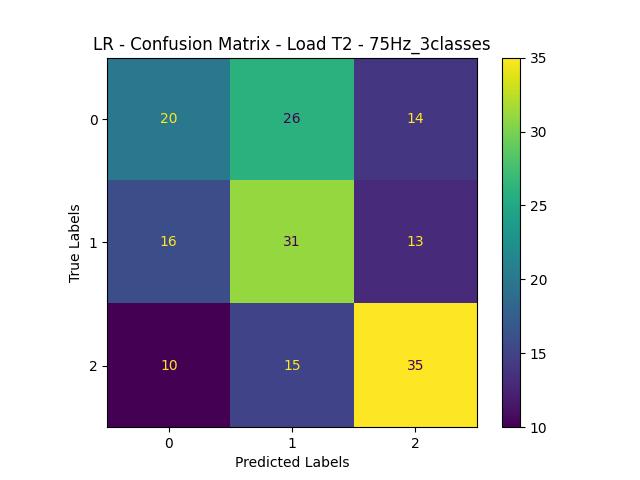 LR - Confusion Matrix - Load T2 - 75Hz_3classes
35
0 20 26 14
30
25
True Labels
1 16 31 13
20
2 10 15 35
15
10
0 1 2
Predicted Labels